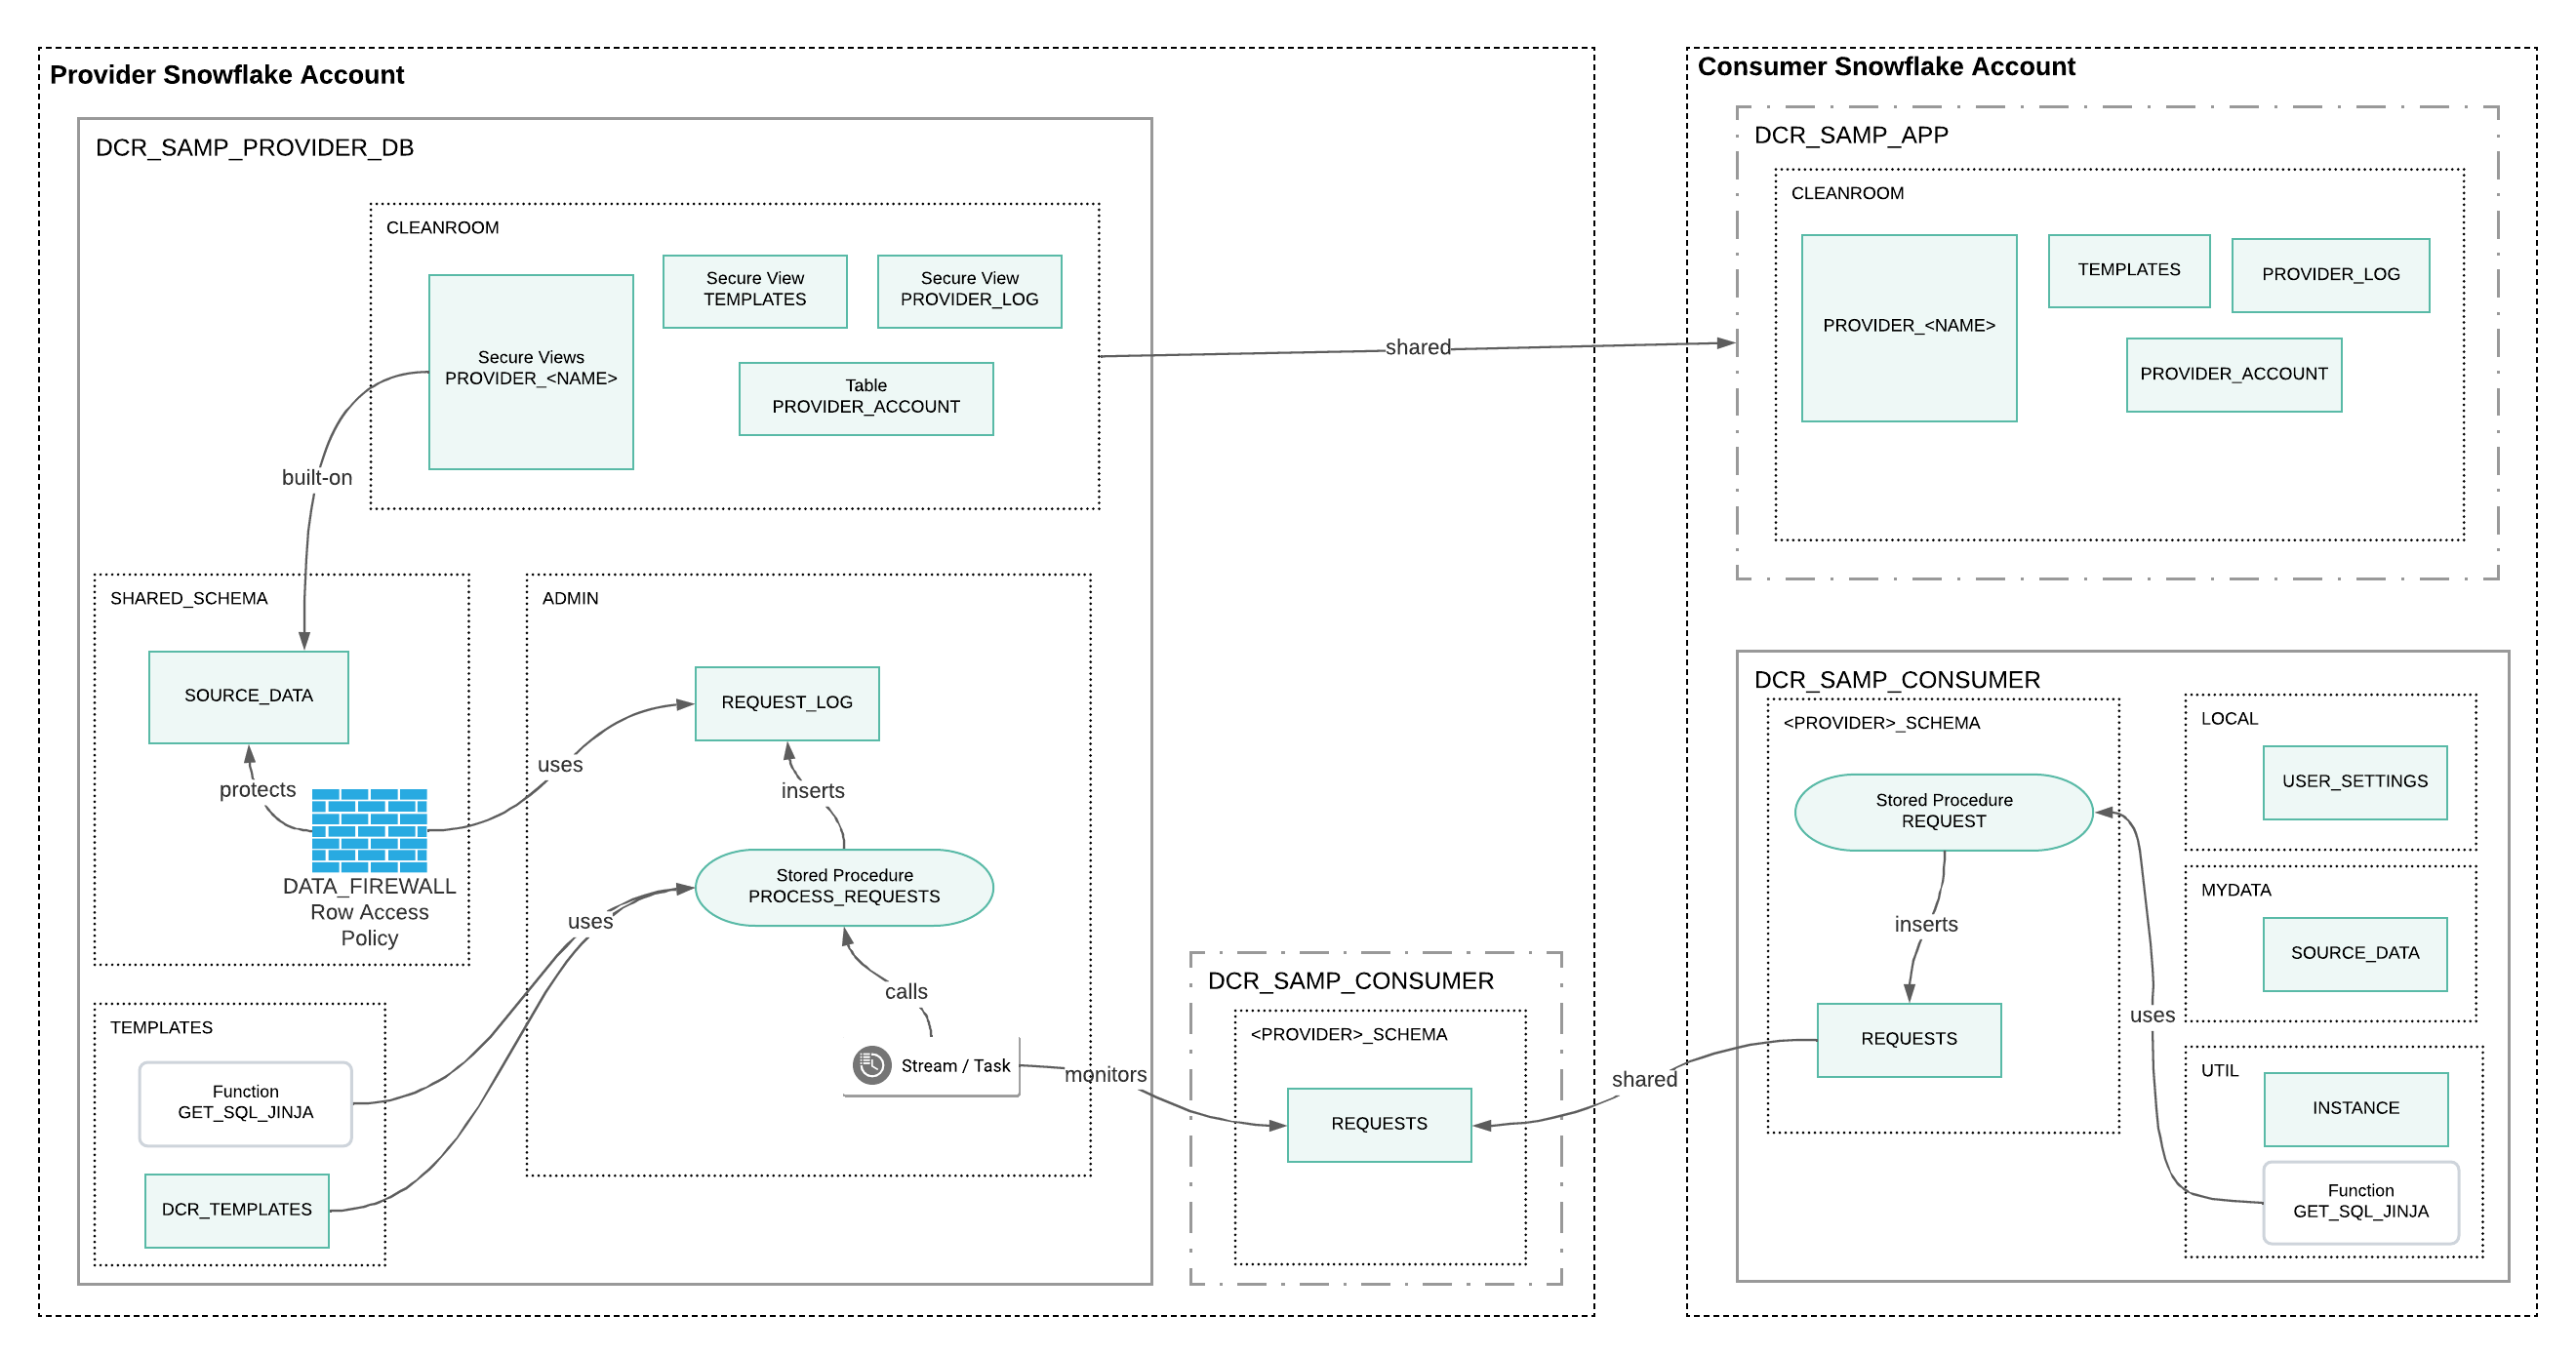 Provider Snowflake Account
DCR_SAMP_PROVIDER_DB
CLEANROOM
Secure Views
PROVIDER_<NAME>
Secure View
TEMPLATES
Secure View
PROVIDER_LOG
Table
PROVIDER_ACCOUNT
built-on
shared
SHARED_SCHEMA
SOURCE_DATA
protects
DATA_FIREWALL
Row Access
Policy
uses
ADMIN
REQUEST_LOG
inserts
Stored Procedure
PROCESS_REQUESTS
uses
calls
Stream / Task
monitors
TEMPLATES
Function
GET_SQL_JINJA
DCR_TEMPLATES
DCR_SAMP_CONSUMER
<PROVIDER>_SCHEMA
REQUESTS
shared
Consumer Snowflake Account
DCR_SAMP_APP
CLEANROOM
PROVIDER_<NAME>
TEMPLATES
PROVIDER_LOG
PROVIDER_ACCOUNT
DCR_SAMP_CONSUMER
<PROVIDER>_SCHEMA
Stored Procedure
REQUEST
inserts
REQUESTS
uses
LOCAL
USER_SETTINGS
MYDATA
SOURCE_DATA
UTIL
INSTANCE
Function
GET_SQL_JINJA